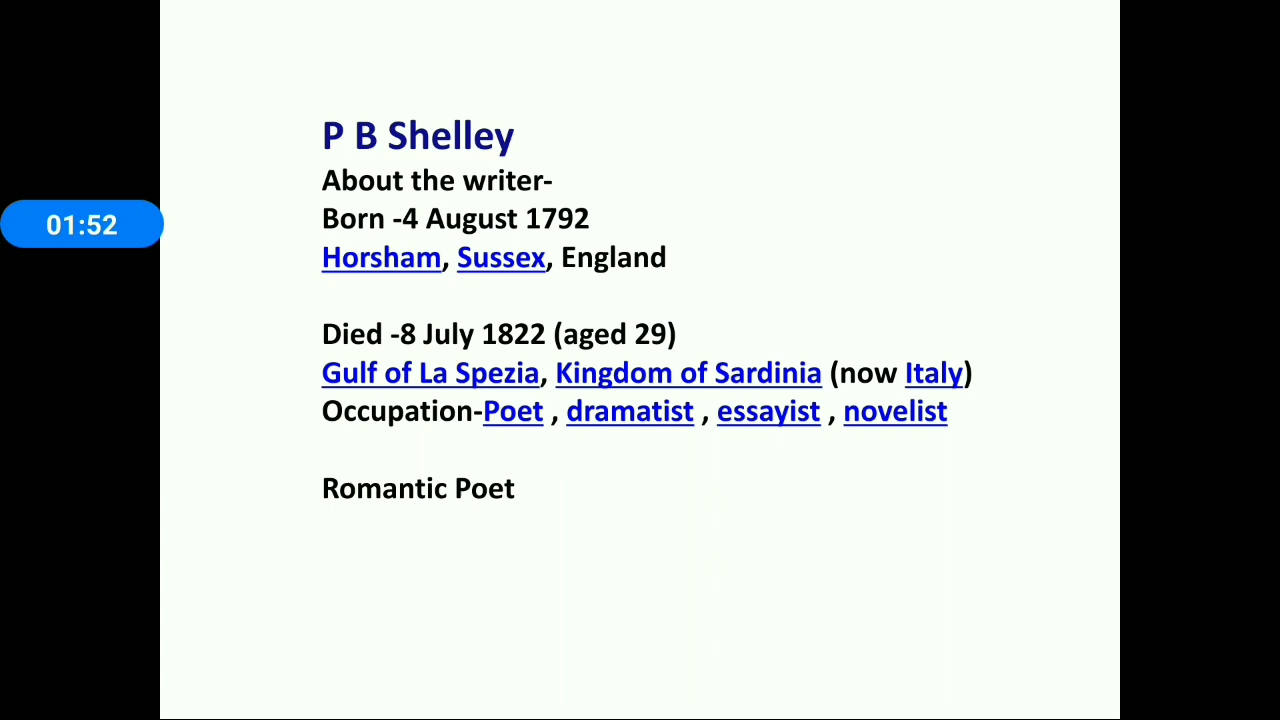 P B Shelley
About the writer-
Born -4 August 1792
01:52
Horsham, Sussex, England
Died -8 July 1822 (aged 29)
Gulf of La Spezia, Kingdom of Sardinia (now Italy)
Occupation-Poet , dramatist , essayist , novelist
Romantic Poet